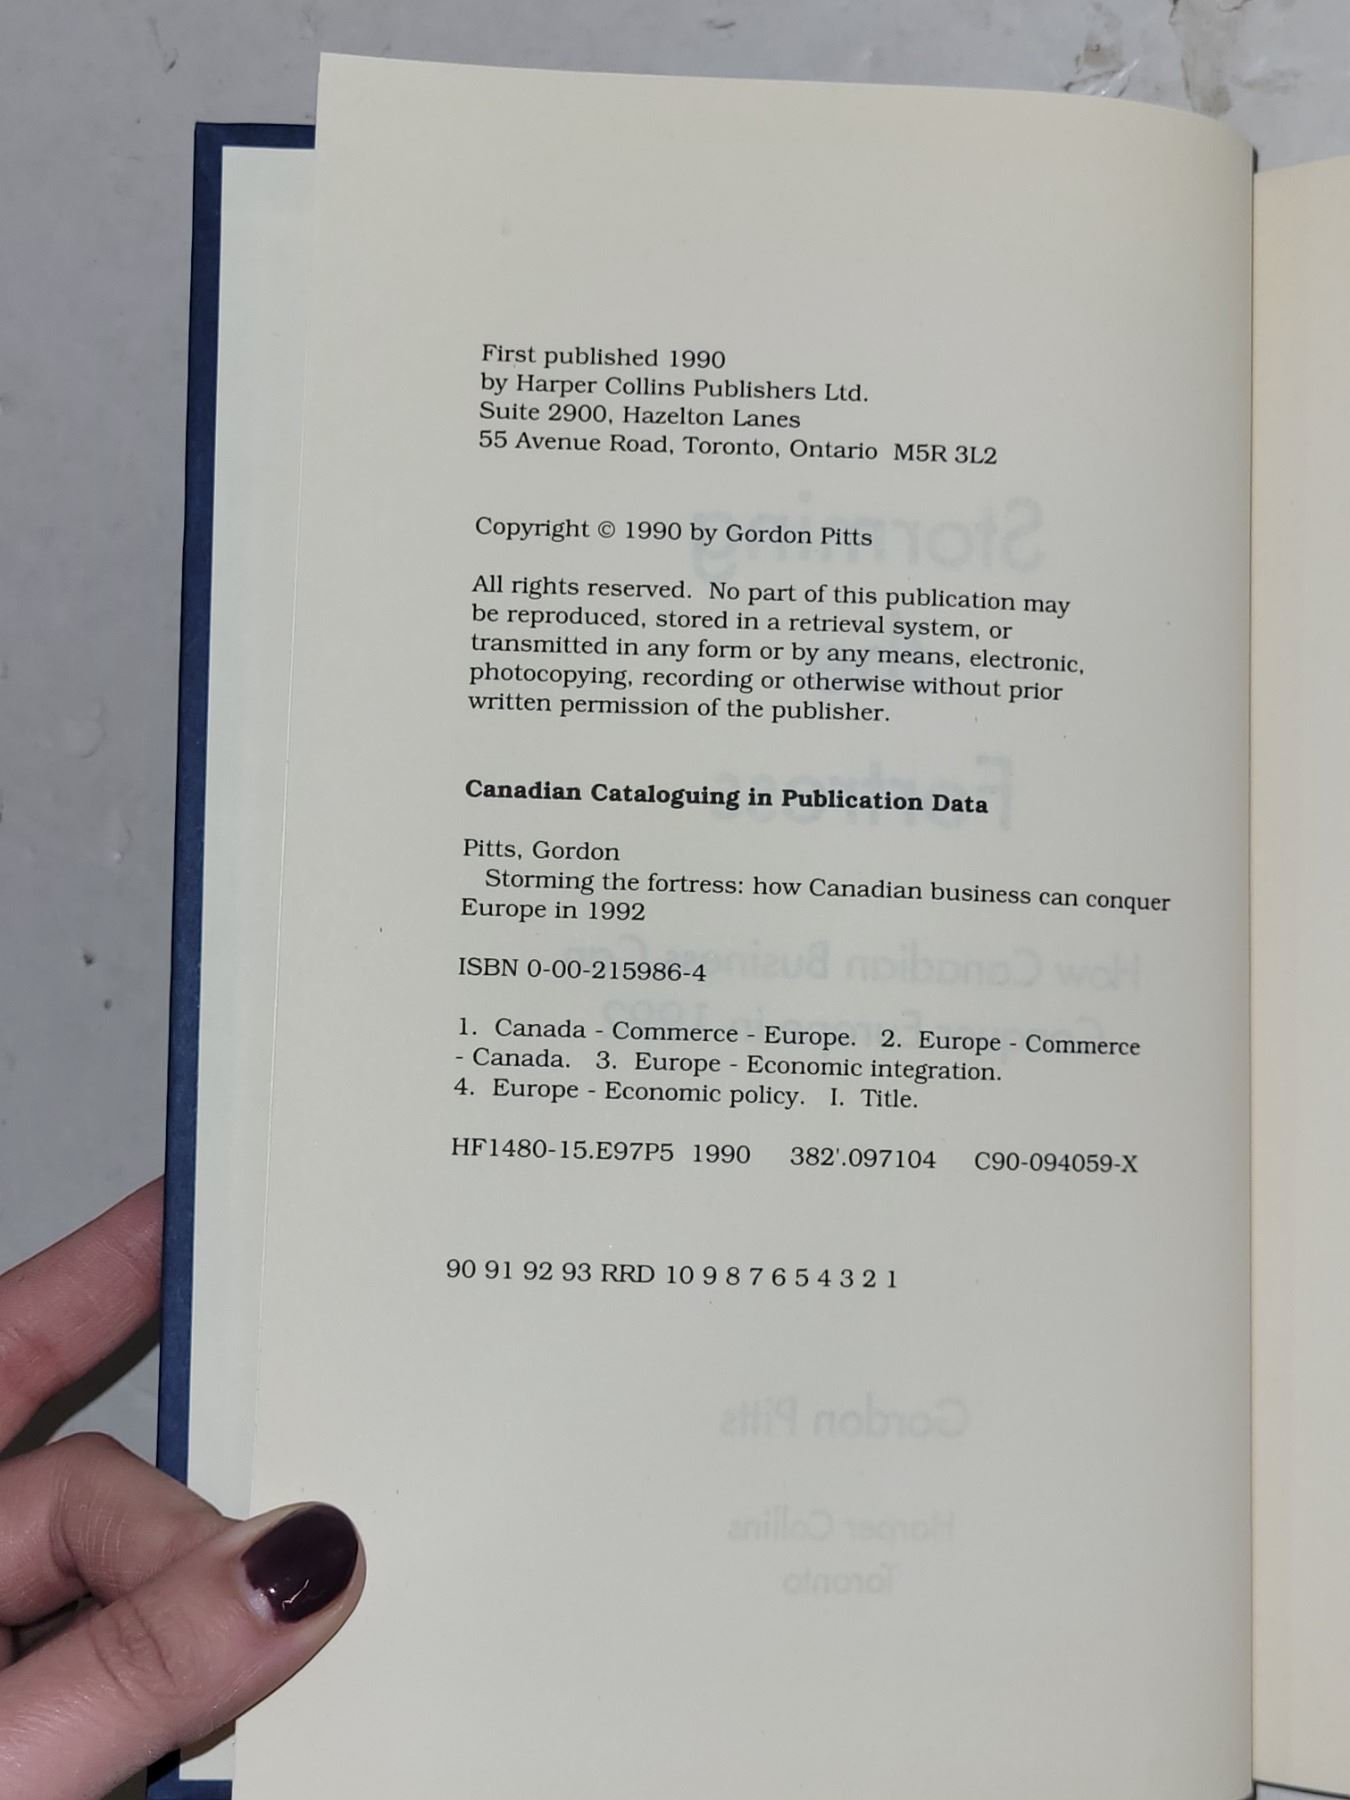 First published 1990
by Harper Collins Publishers Ltd.
Suite 2900, Hazelton Lanes
55 Avenue Road, Toronto, Ontario M5R 3L2
Copyright © 1990 by Gordon Pitts
All rights reserved. No part of this publication may
be reproduced, stored in a retrieval system, or
transmitted in any form or by any means, electronic,
photocopying, recording or otherwise without prior
written permission of the publisher.
Canadian Cataloguing in Publication Data
Pitts, Gordon
Storming the fortress: how Canadian business can conquer
Europe in 1992
ISBN 0-00-215986-4
1. Canada - Commerce - Europe. 2. Europe - Commerce
- Canada. 3. Europe - Economic integration.
4. Europe - Economic policy. I. Title.
HF1480-15.E97P5 1990 382'.097104 C90-094059-X
90 91 92 93 RRD 10 9 8 7 6 5 4 3 2 1